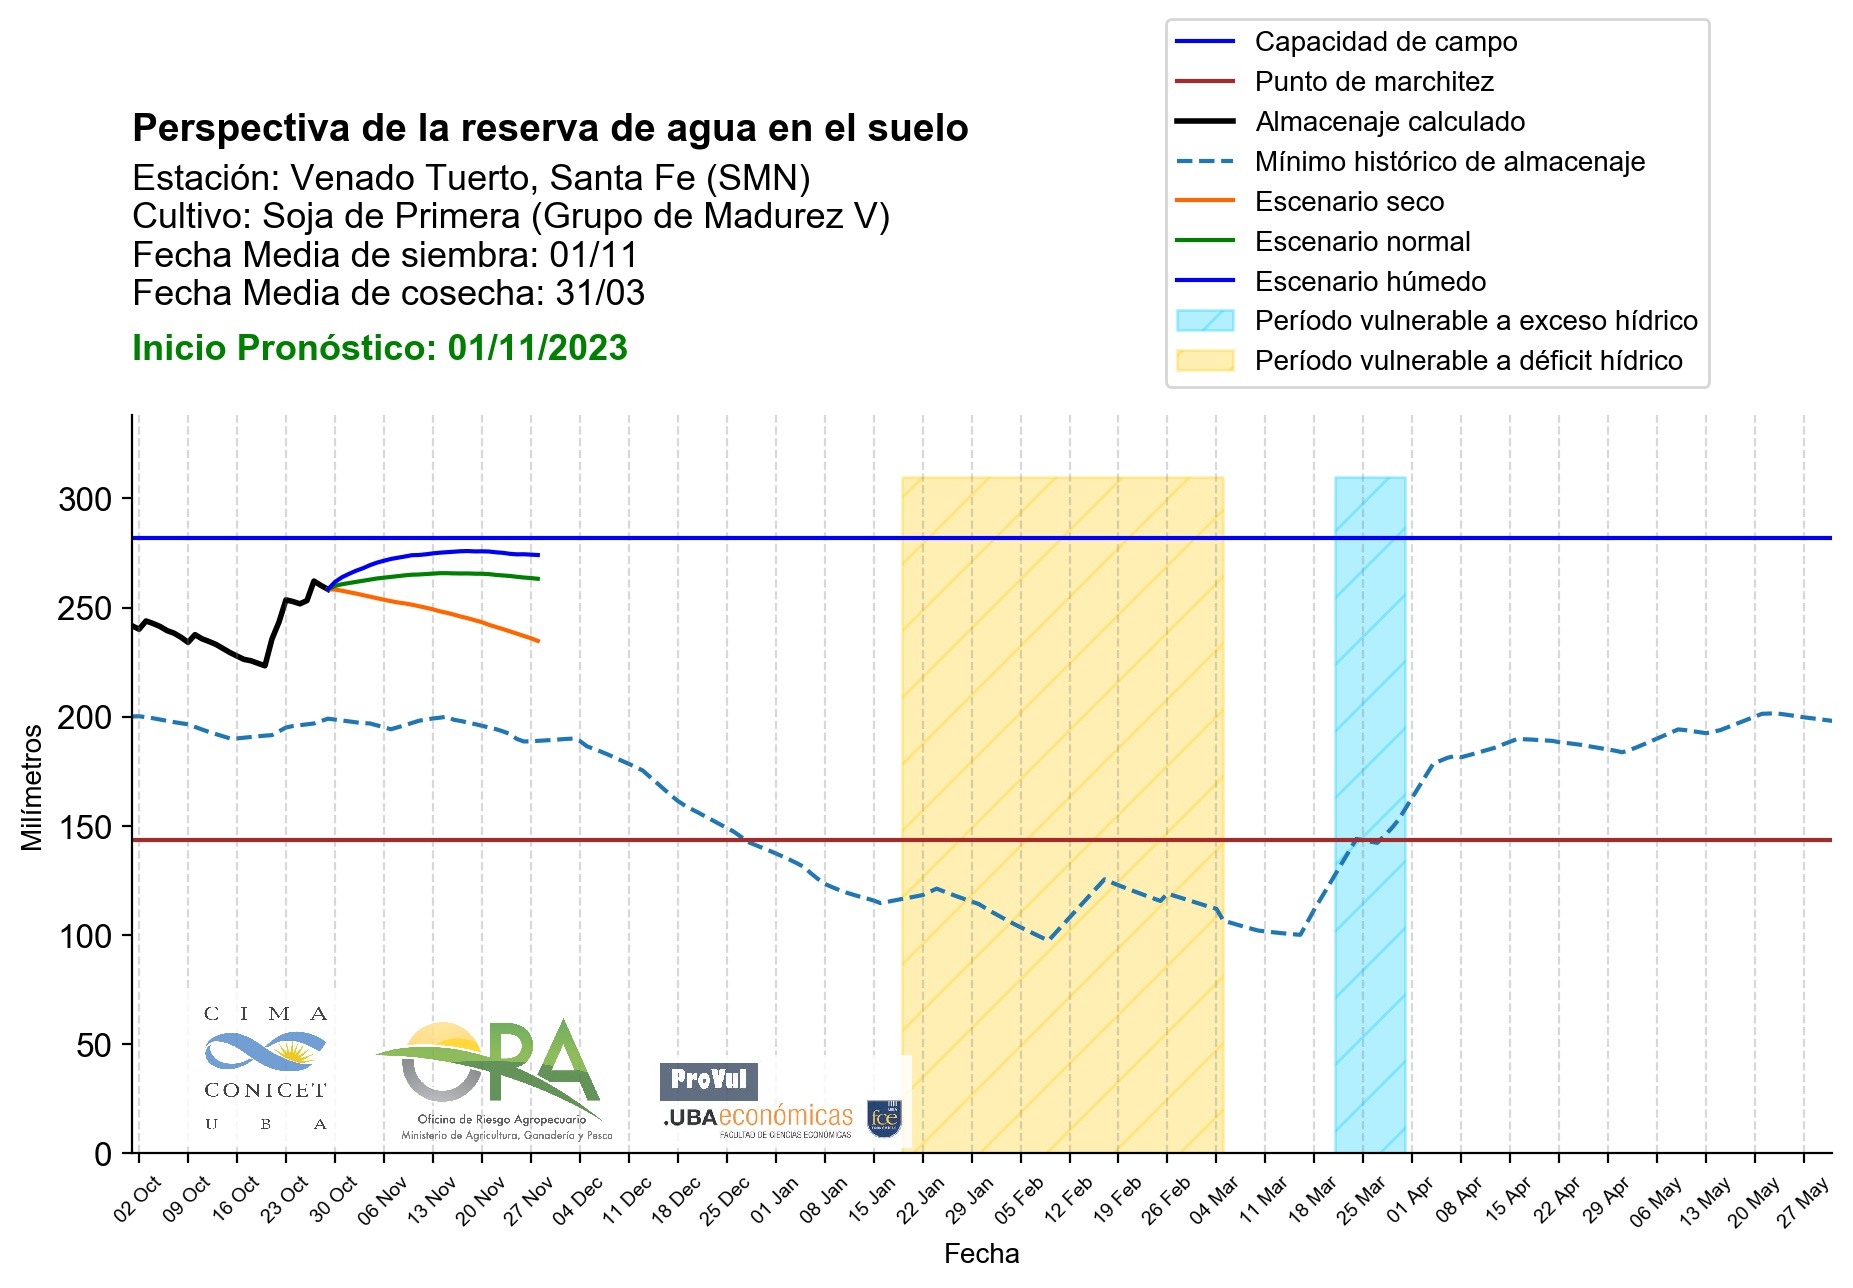 Capacidad de campo
Punto de marchitez
Almacenaje calculado
Mínimo histórico de almacenaje
Escenario seco
Escenario normal
Escenario húmedo
Período vulnerable a exceso hídrico
Período vulnerable a déficit hídrico
Perspectiva de la reserva de agua en el suelo
Estación: Venado Tuerto, Santa Fe (SMN)
Cultivo: Soja de Primera (Grupo de Madurez V)
Fecha Media de siembra: 01/11
Fecha Media de cosecha: 31/03
Inicio Pronóstico: 01/11/2023
300
250
200
150
100
50
0
Milímetros
C I M A
CONICET
U B A
ORA
Oficina de Riesgo Agropecuario
Ministerio de Agricultura, Ganadería y Pesca
ProVul
.UBAeconómicas
FACULTAD DE CIENCIAS ECONÓMICAS
UBA
fce
ECONÓMICAS
02 Oct
09 Oct
16 Oct
23 Oct
30 Oct
06 Nov
13 Nov
20 Nov
27 Nov
04 Dec
11 Dec
18 Dec
25 Dec
01 Jan
08 Jan
15 Jan
22 Jan
29 Jan
05 Feb
12 Feb
19 Feb
26 Feb
04 Mar
11 Mar
18 Mar
25 Mar
01 Apr
08 Apr
15 Apr
22 Apr
29 Apr
06 May
13 May
20 May
27 May
Fecha